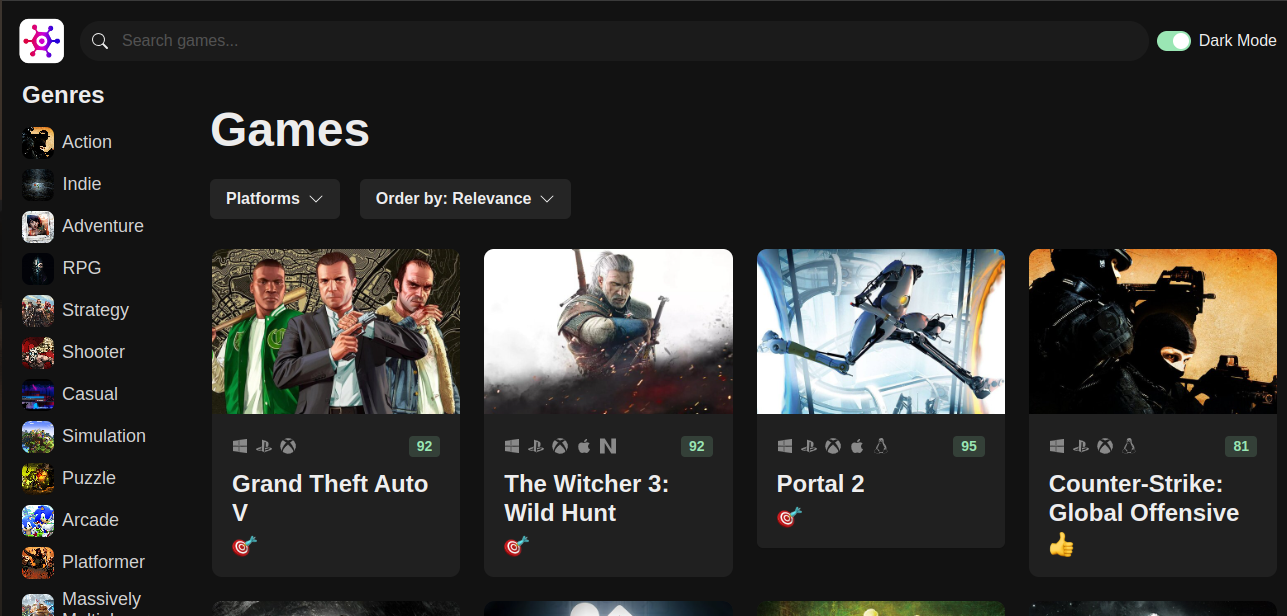 Search games...
Dark Mode
Genres
Action
Indie
Adventure
RPG
Strategy
Shooter
Casual
Simulation
Puzzle
Arcade
Platformer
Massively
Games
Platforms
Order by: Relevance
92
Grand Theft Auto
V
92
The Witcher 3:
Wild Hunt
95
Portal 2
81
Counter-Strike:
Global Offensive